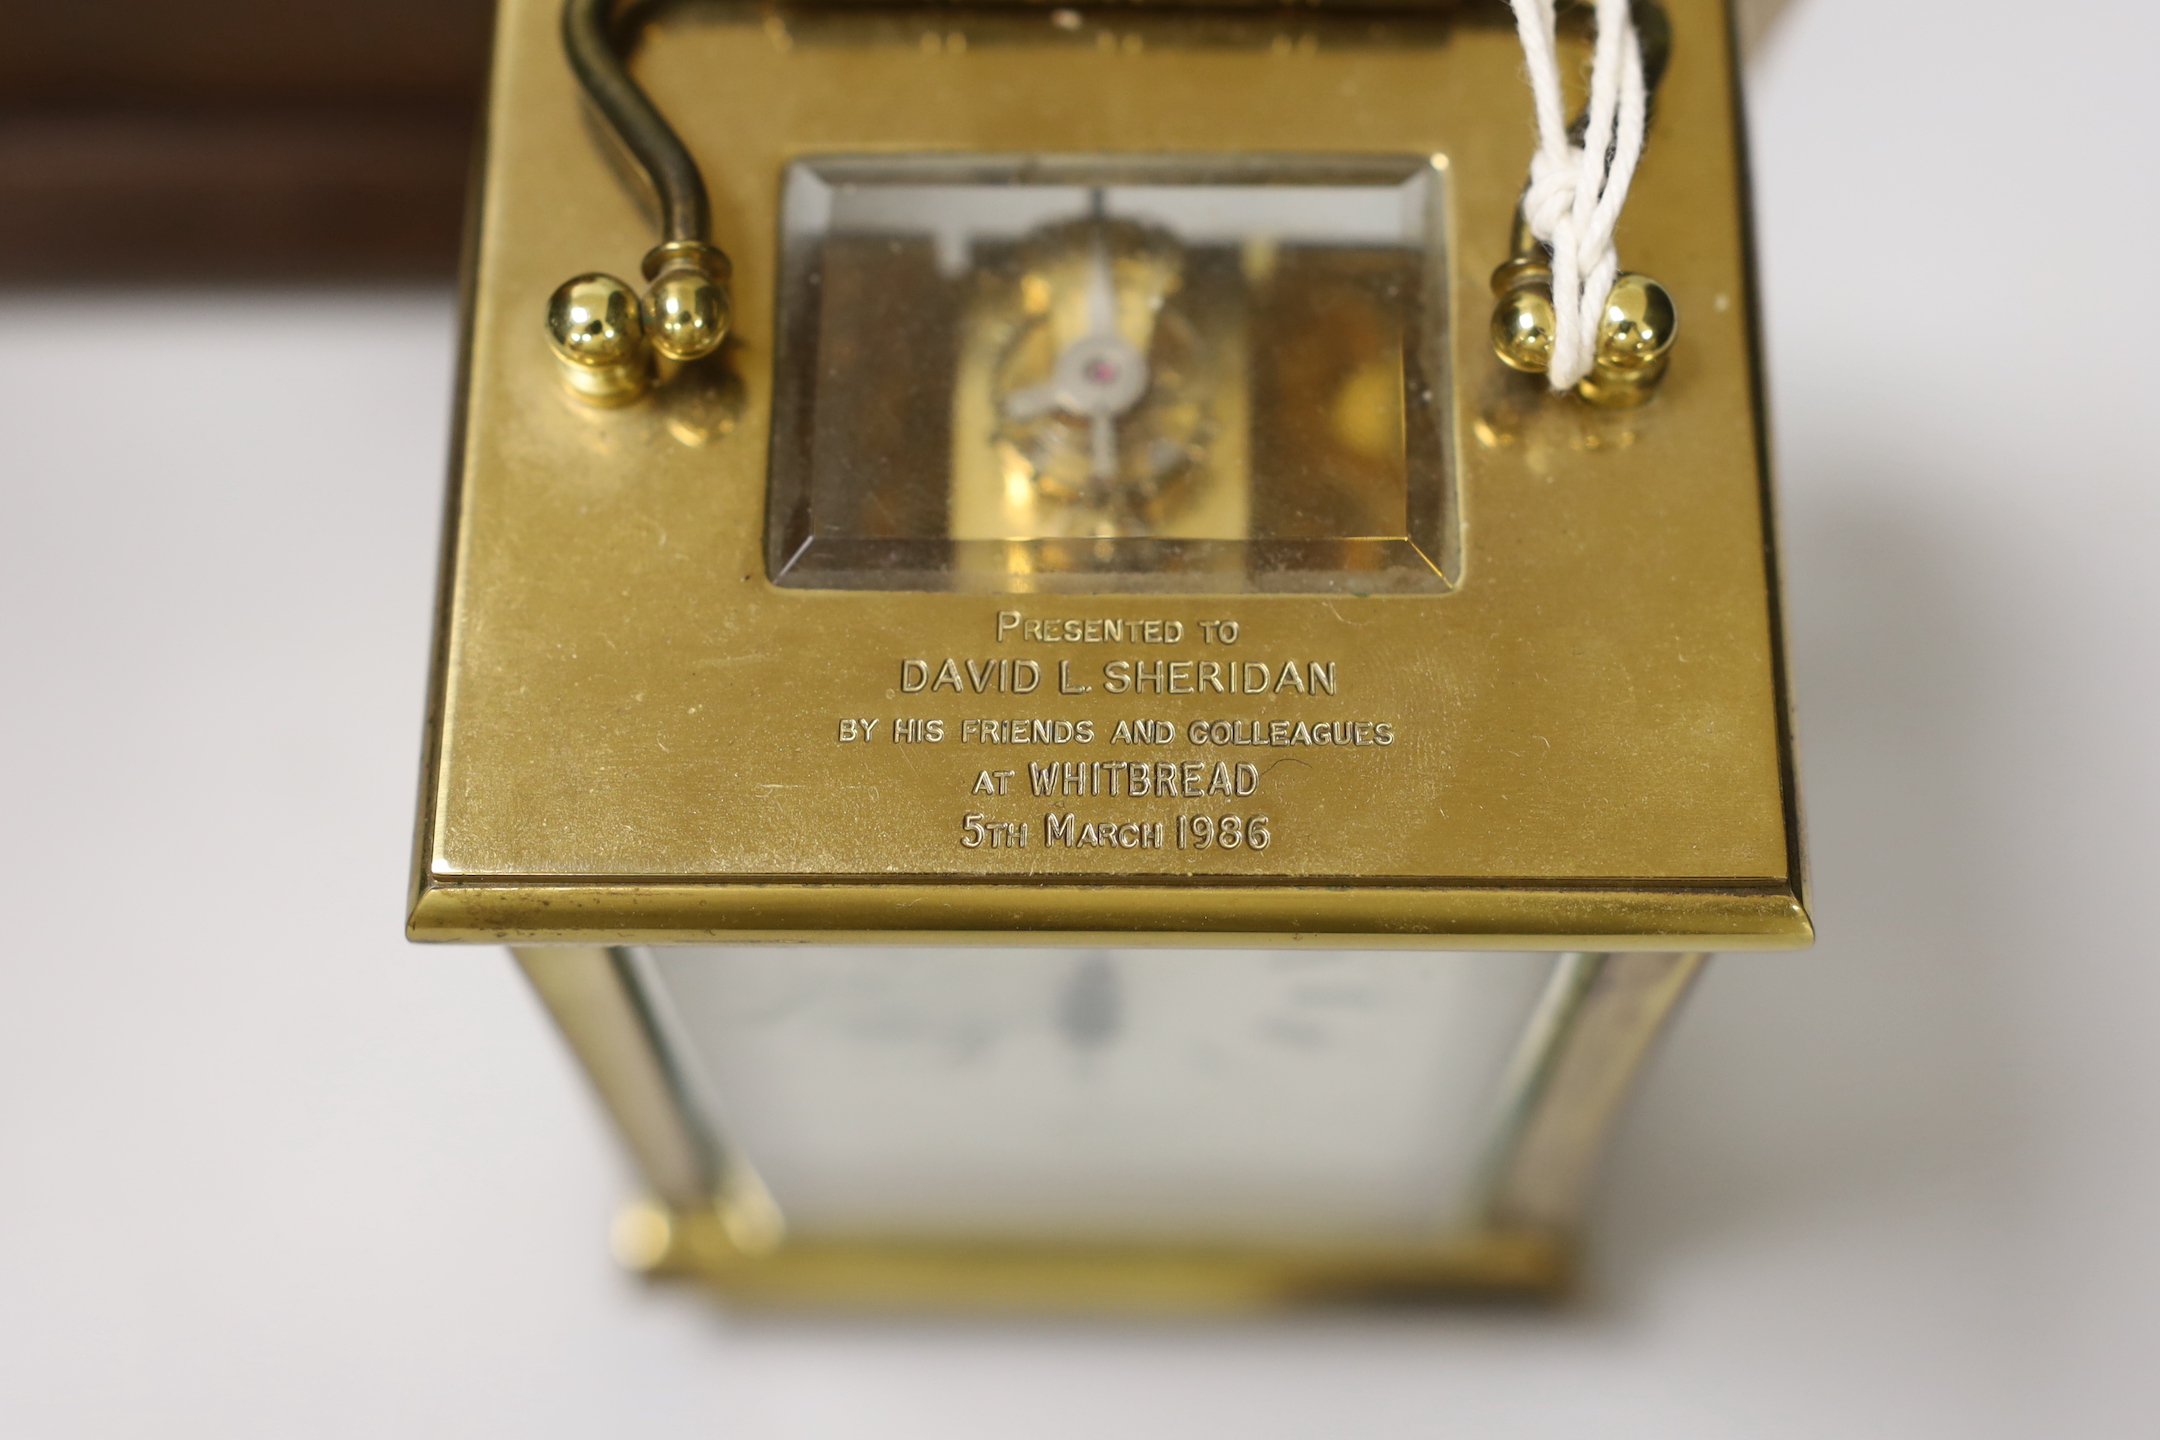 PRESENTED TO
DAVID L. SHERIDAN
BY HIS FRIENDS AND COLLEAGUES
AT WHITBREAD
5TH MARCH 1986